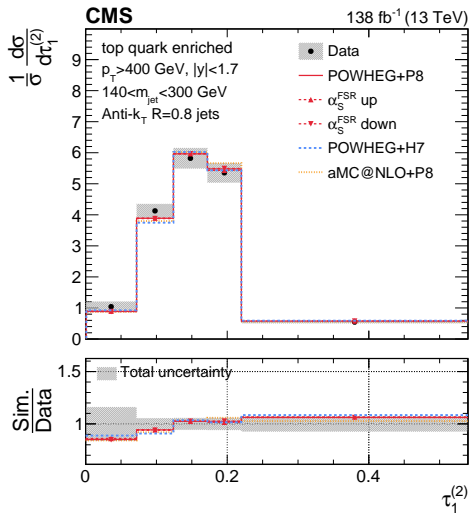 CMS 138 fb⁻¹ (13 TeV)
1/σ dσ/dτ₁⁽²⁾
top quark enriched
p_T>400 GeV, |y|<1.7
140<m_jet<300 GeV
Anti-k_T R=0.8 jets
Data
POWHEG+P8
α_S^FSR up
α_S^FSR down
POWHEG+H7
aMC@NLO+P8
9
8
7
6
5
4
3
2
1
0
Total uncertainty
Sim./Data
1.5
1
0 0.2 0.4
τ₁⁽²⁾